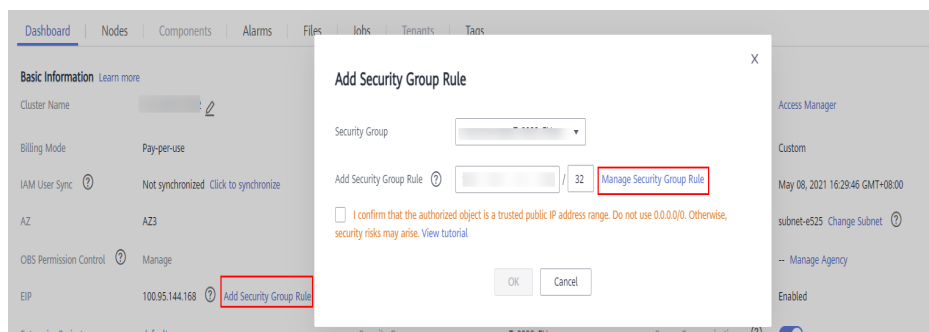 Dashboard Nodes Components Alarms Files Jobs Tenants Tags
Basic Information Learn more
Cluster Name
Access Manager
Billing Mode Pay-per-use
Custom
IAM User Sync ? Not synchronized Click to synchronize
May 08, 2021 16:29:46 GMT+08:00
AZ AZ3
subnet-e525 Change Subnet ?
OBS Permission Control ? Manage
-- Manage Agency
EIP 100.95.144.168 ? Add Security Group Rule
Enabled
X
Add Security Group Rule
Security Group
Add Security Group Rule ? / 32 Manage Security Group Rule
I confirm that the authorized object is a trusted public IP address range. Do not use 0.0.0.0/0. Otherwise,
security risks may arise. View tutorial
OK Cancel